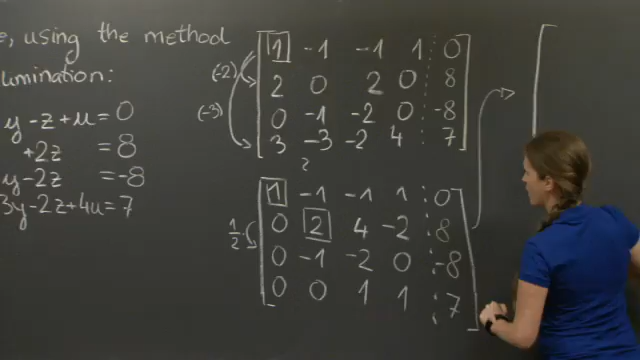 e, using the method
lumination:
y -z + u = 0
+2z = 8
y -2z = -8
3y -2z + 4u = 7
1 -1 -1 1 0
(-2) 2 0 2 0 8
(-3) 0 -1 -2 0 -8
3 -3 -2 4 7
2
1 -1 -1 1 0
1/2 0 2 4 -2 8
0 -1 -2 0 -8
0 0 1 1 7